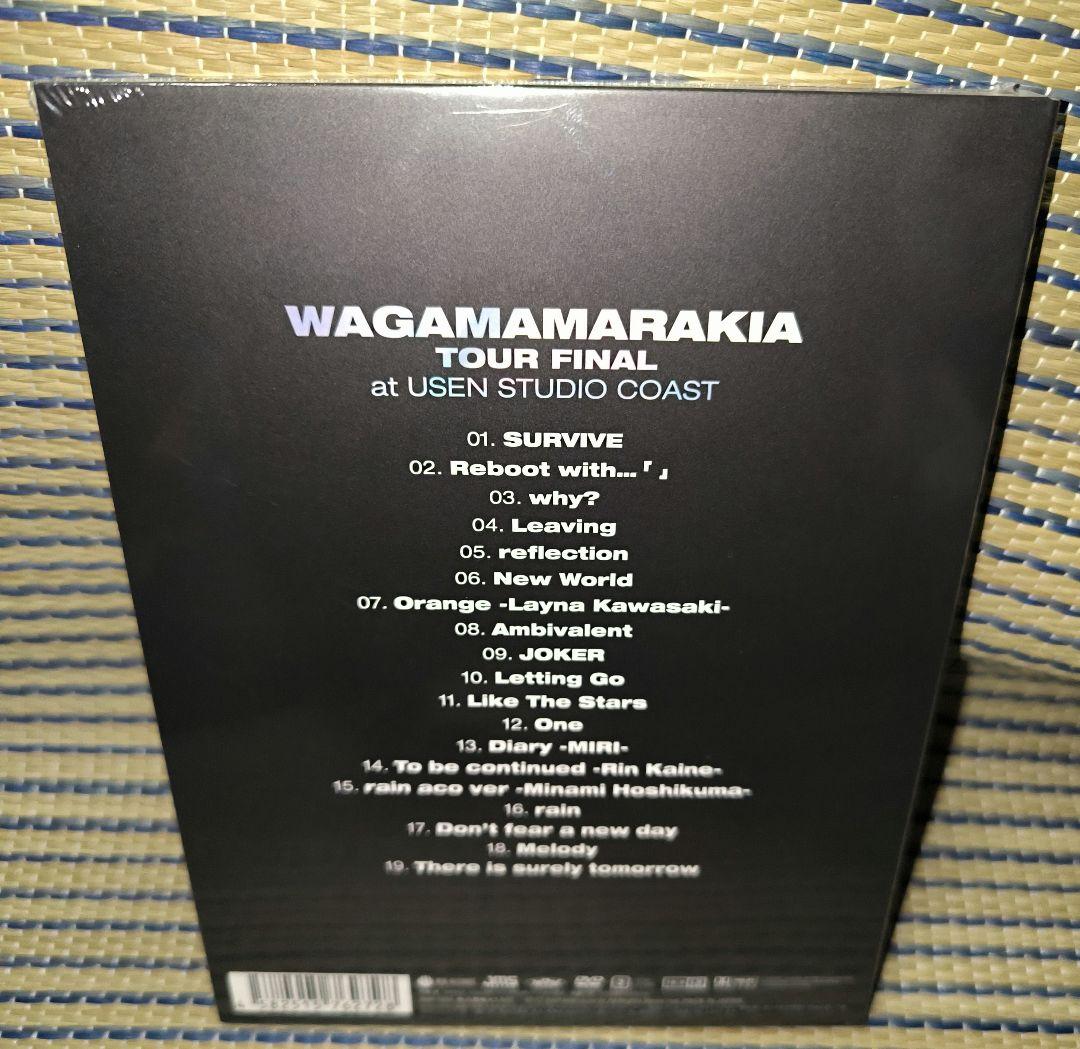 WAGAMAMARAKIA
TOUR FINAL
at USEN STUDIO COAST
01. SURVIVE
02. Reboot with...「 」
03. why?
04. Leaving
05. reflection
06. New World
07. Orange -Layna Kawasaki-
08. Ambivalent
09. JOKER
10. Letting Go
11. Like The Stars
12. One
13. Diary -MIRI-
14. To be continued -Rin Kaine-
15. rain aco ver -Minami Hoshikuma-
16. rain
17. Don't fear a new day
18. Melody
19. There is surely tomorrow
DVD